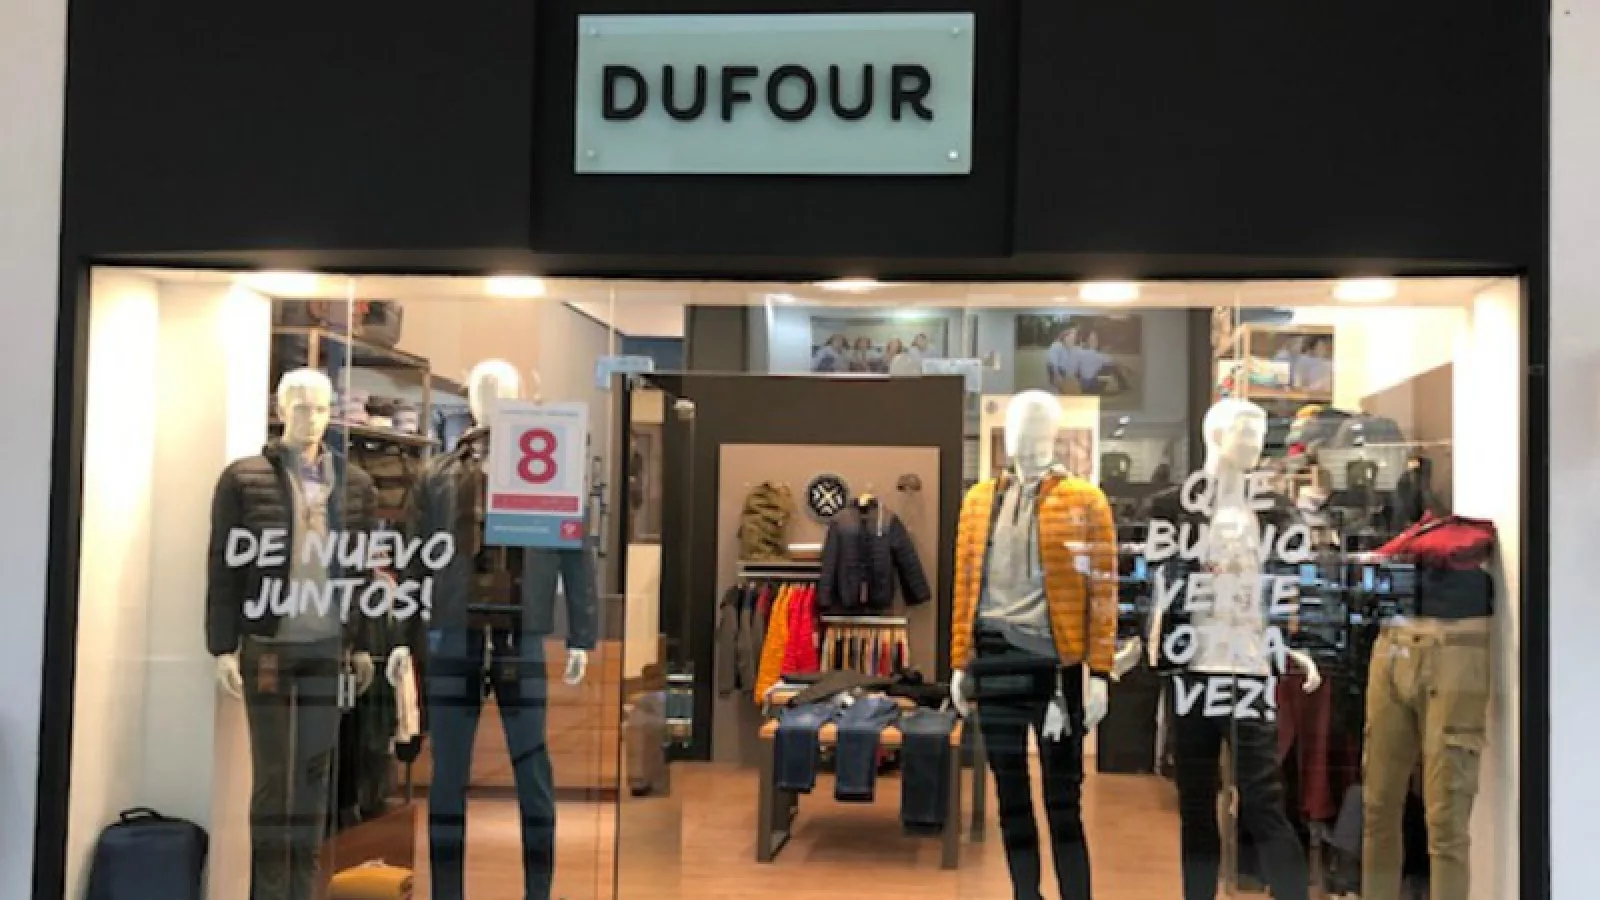 DUFOUR
8
DE NUEVO
JUNTOS!
QUE
BUENO
VERTE
OTRA
VEZ!